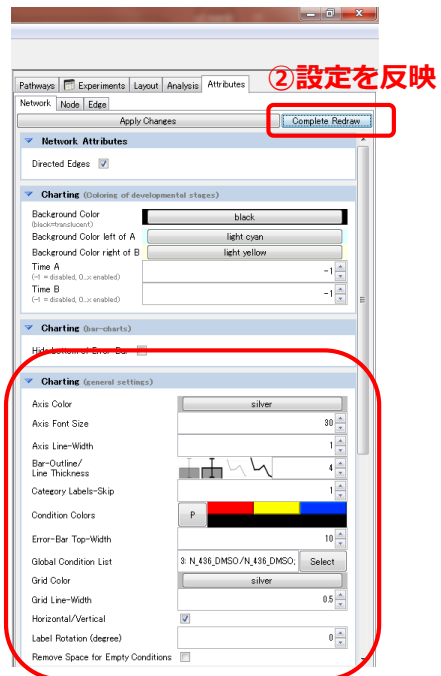 ②設定を反映
Pathways Experiments Layout Analysis Attributes
Network Node Edge
Apply Changes Complete Redraw
Network Attributes
Directed Edges
Charting (Coloring of developmental stages)
Background Color black
(black=translucent)
Background Color left of A light cyan
Background Color right of B light yellow
Time A -1
(-1 = disabled, 0..x enabled)
Time B -1
(-1 = disabled, 0..x enabled)
Charting (bar-charts)
Hide bottom of Error-Bar
Charting (general settings)
Axis Color silver
Axis Font Size 30
Axis Line-Width 1
Bar-Outline/
Line Thickness 4
Category Labels-Skip 1
Condition Colors P
Error-Bar Top-Width 10
Global Condition List 3: N_436_DMSO/N_436_DMSO; Select
Grid Color silver
Grid Line-Width 0.5
Horizontal/Vertical
Label Rotation (degree) 0
Remove Space for Empty Conditions